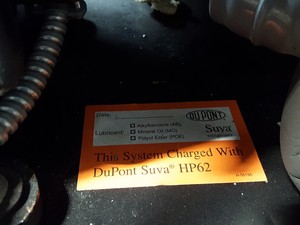 Date:
DUPONT
Lubricant:
Alkylbenzene (AB)
Mineral Oil (MO)
Polyol Ester (POE)
Suva
This System Charged With
DuPont Suva® HP62